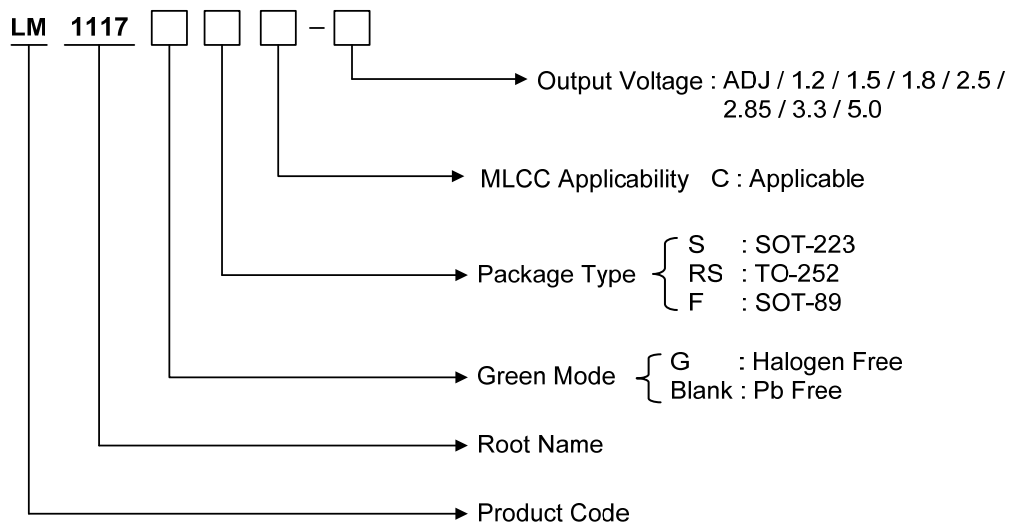 LM 1117 –
Output Voltage : ADJ / 1.2 / 1.5 / 1.8 / 2.5 /
2.85 / 3.3 / 5.0
MLCC Applicability C : Applicable
S : SOT-223
Package Type RS : TO-252
F : SOT-89
G : Halogen Free
Green Mode
Blank : Pb Free
Root Name
Product Code